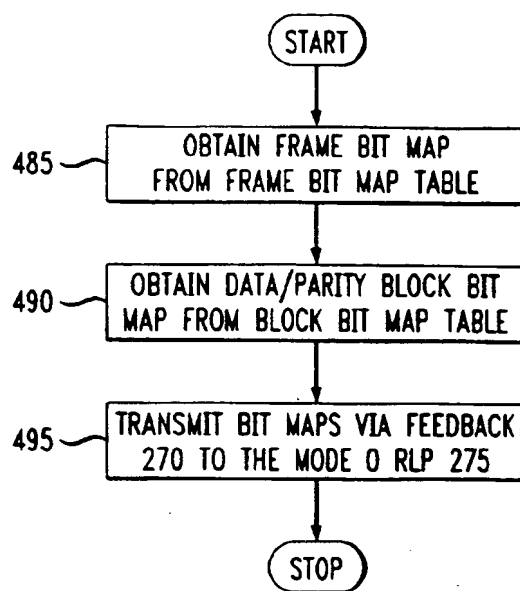 START
485
OBTAIN FRAME BIT MAP
FROM FRAME BIT MAP TABLE
490
OBTAIN DATA/PARITY BLOCK BIT
MAP FROM BLOCK BIT MAP TABLE
495
TRANSMIT BIT MAPS VIA FEEDBACK
270 TO THE MODE 0 RLP 275
STOP